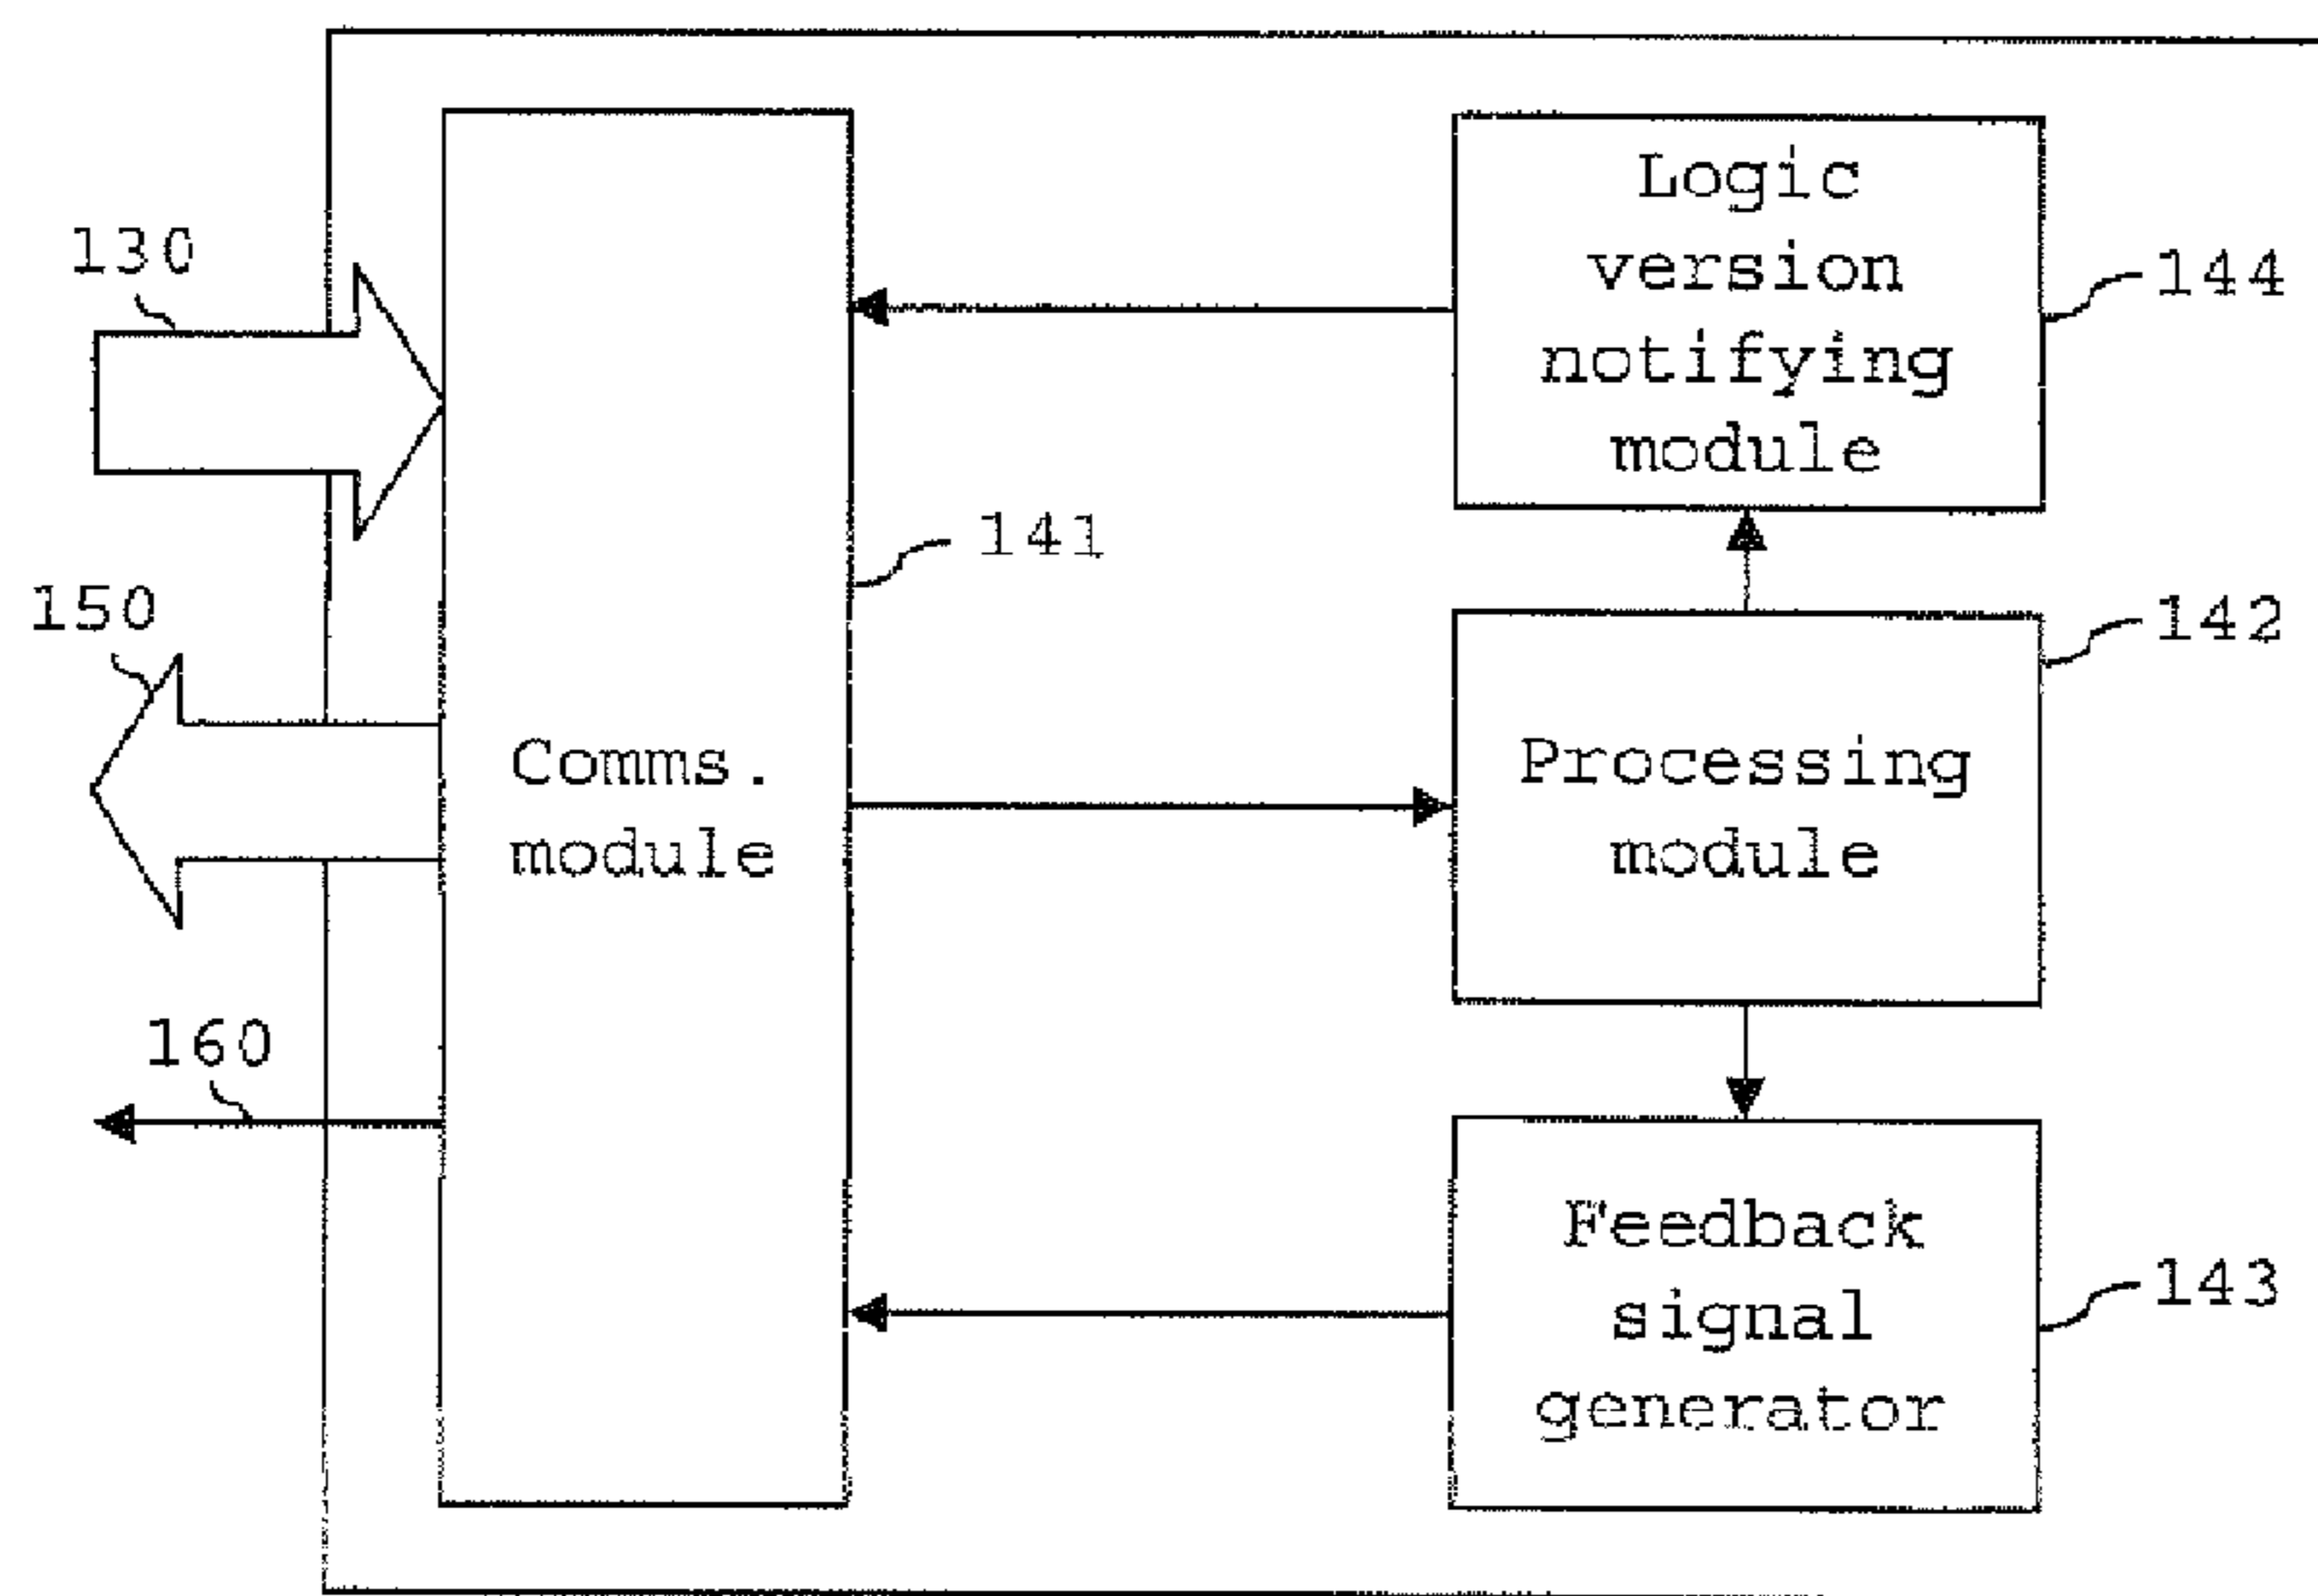 130
150
160
Comms.
module
141
Logic
version
notifying
module
144
Processing
module
142
Feedback
signal
generator
143